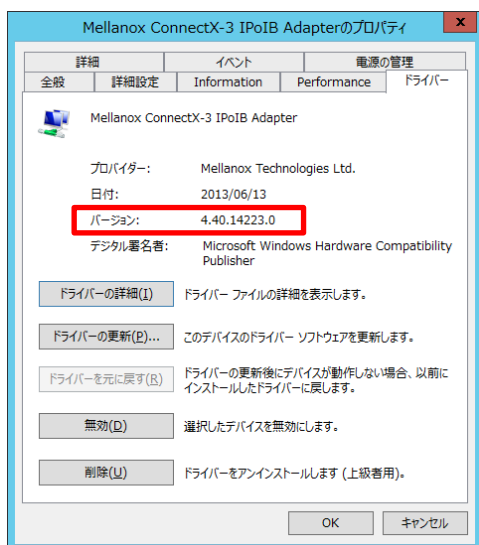 Mellanox ConnectX-3 IPoIB Adapterのプロパティ
x
詳細 イベント 電源の管理
全般 詳細設定 Information Performance ドライバー
Mellanox ConnectX-3 IPoIB Adapter
プロバイダー: Mellanox Technologies Ltd.
日付: 2013/06/13
バージョン: 4.40.14223.0
デジタル署名者: Microsoft Windows Hardware Compatibility
Publisher
ドライバーの詳細(I) ドライバー ファイルの詳細を表示します。
ドライバーの更新(P)... このデバイスのドライバー ソフトウェアを更新します。
ドライバーを元に戻す(R) ドライバーの更新後にデバイスが動作しない場合、以前に
インストールしたドライバーに戻します。
無効(D) 選択したデバイスを無効にします。
削除(U) ドライバーをアンインストールします (上級者用)。
OK キャンセル